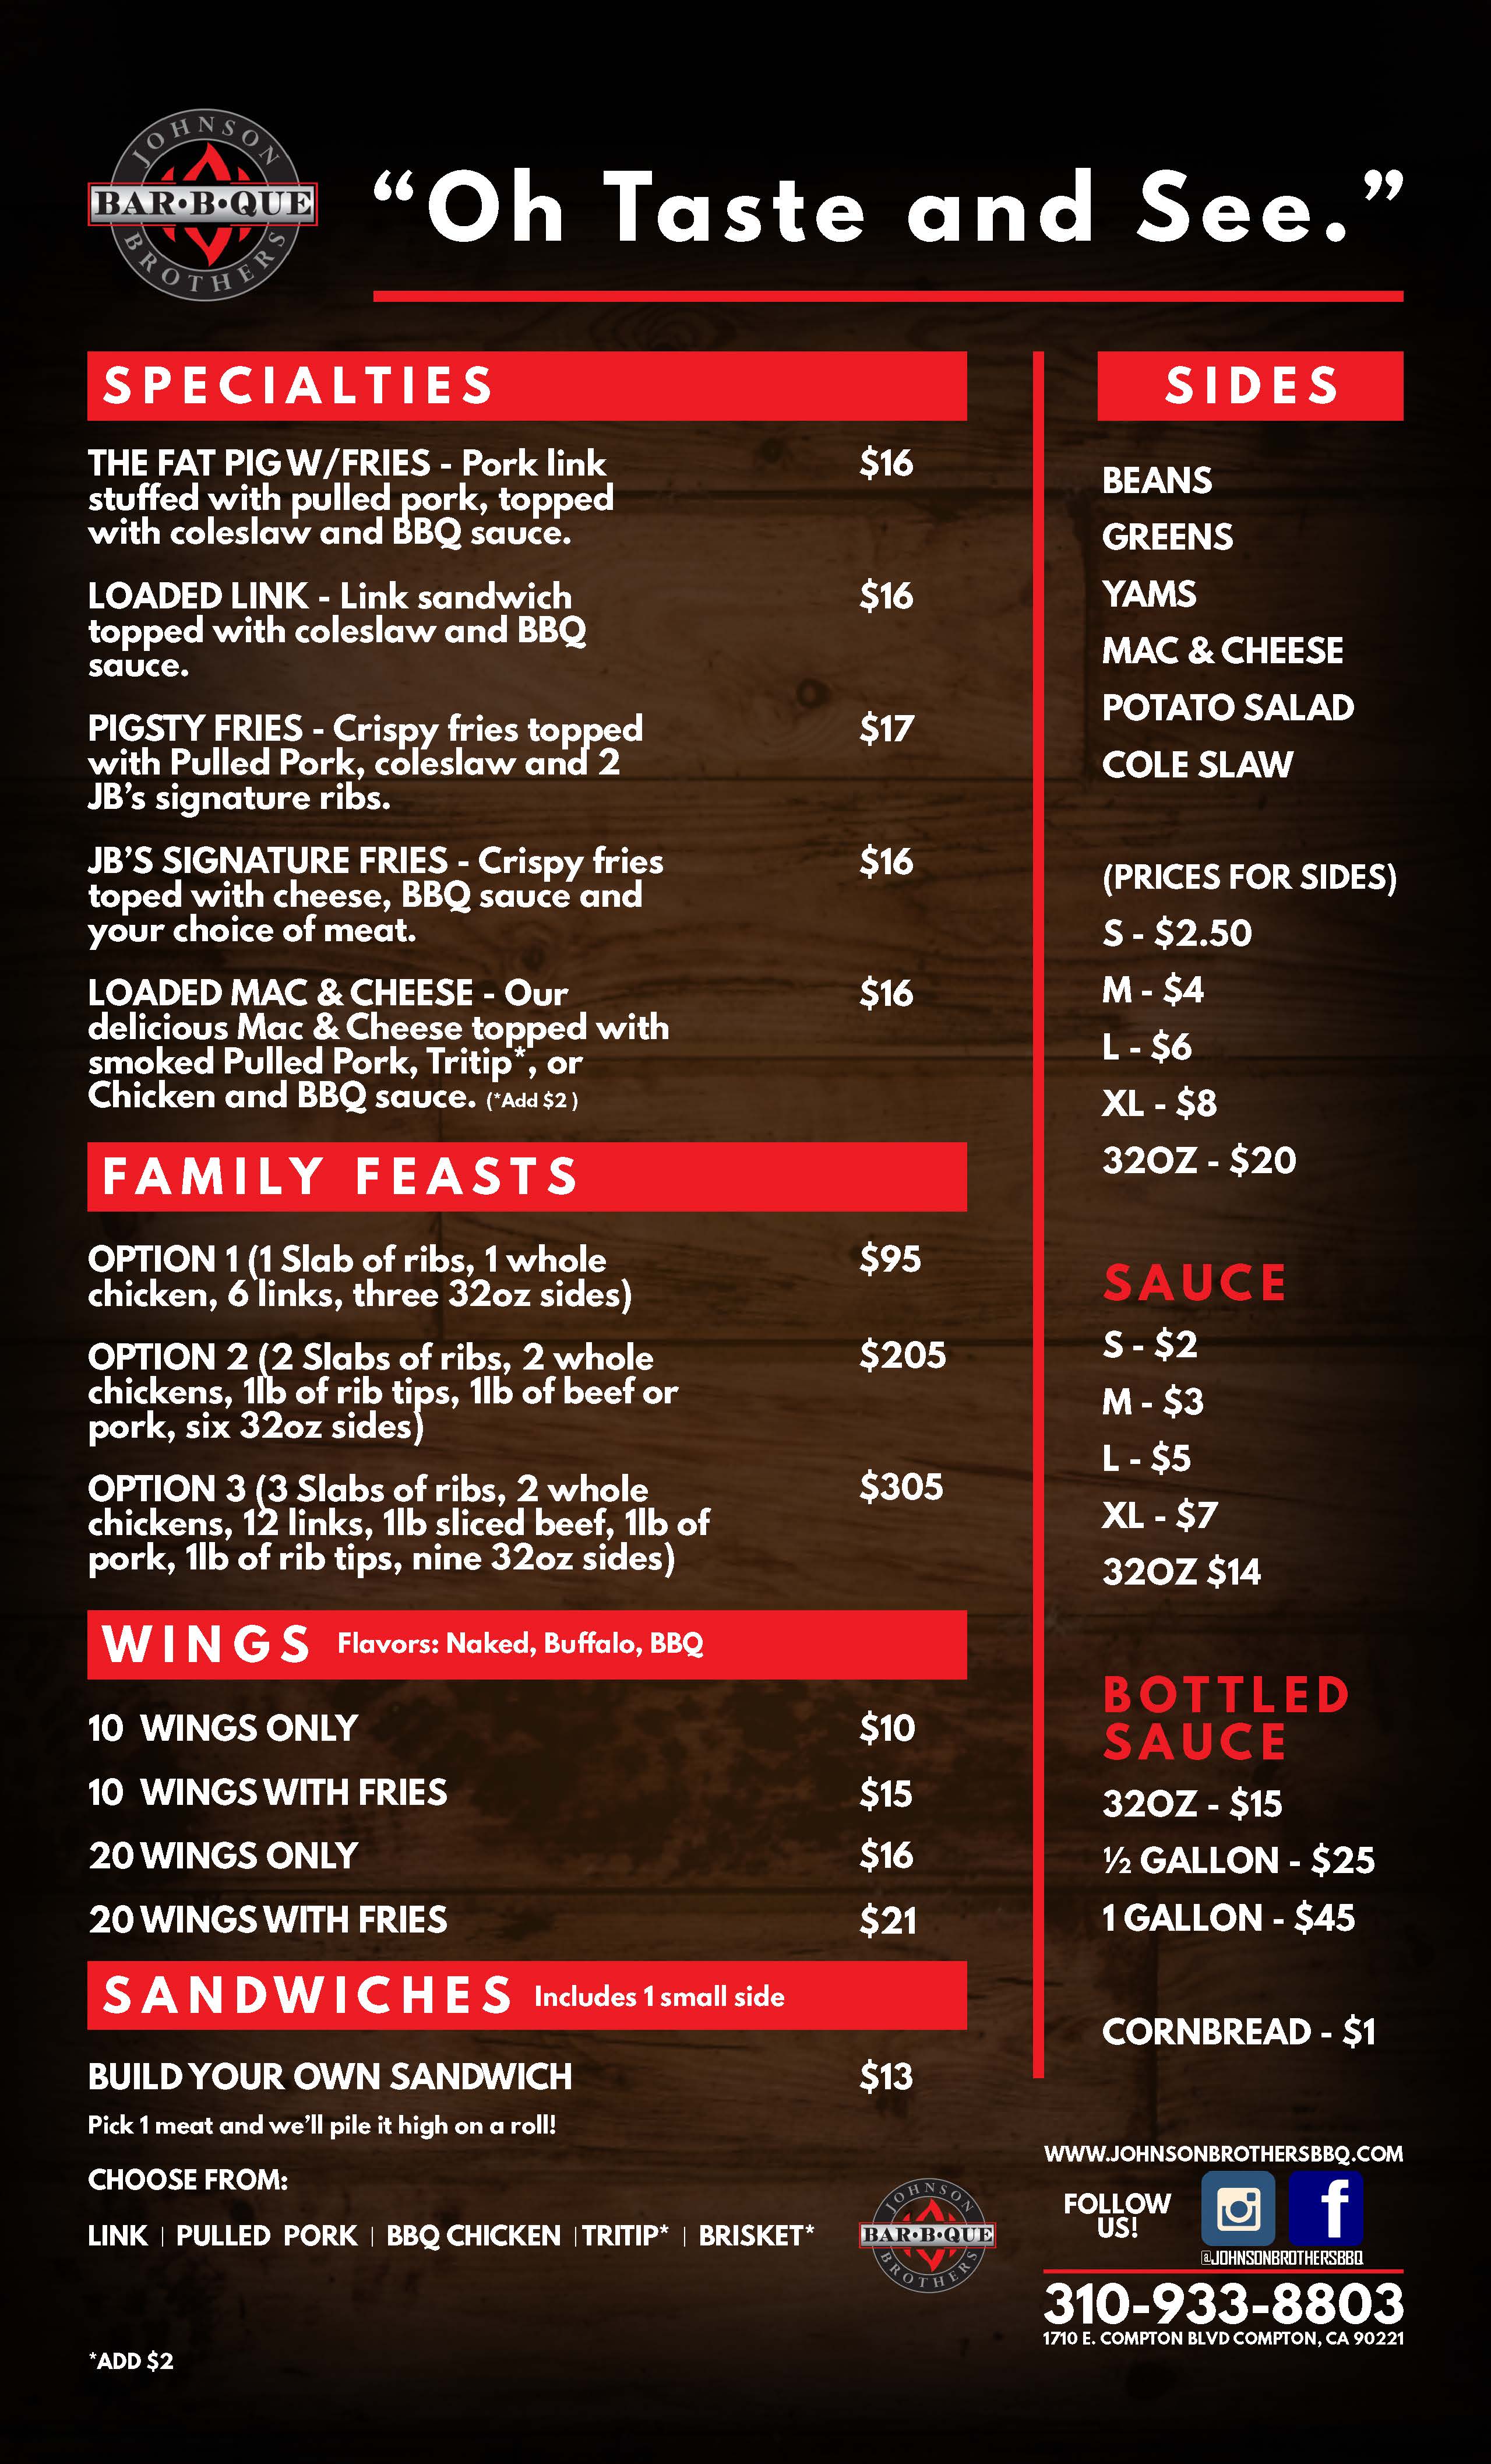 JOHNSON
BAR•B•QUE
BROTHERS
“Oh Taste and See.”
SPECIALTIES
THE FAT PIG W/FRIES - Pork link $16
stuffed with pulled pork, topped
with coleslaw and BBQ sauce.
LOADED LINK - Link sandwich $16
topped with coleslaw and BBQ
sauce.
PIGSTY FRIES - Crispy fries topped $17
with Pulled Pork, coleslaw and 2
JB’s signature ribs.
JB’S SIGNATURE FRIES - Crispy fries $16
toped with cheese, BBQ sauce and
your choice of meat.
LOADED MAC & CHEESE - Our $16
delicious Mac & Cheese topped with
smoked Pulled Pork, Tritip*, or
Chicken and BBQ sauce. (*Add $2 )
FAMILY FEASTS
OPTION 1 (1 Slab of ribs, 1 whole $95
chicken, 6 links, three 32oz sides)
OPTION 2 (2 Slabs of ribs, 2 whole $205
chickens, 1lb of rib tips, 1lb of beef or
pork, six 32oz sides)
OPTION 3 (3 Slabs of ribs, 2 whole $305
chickens, 12 links, 1lb sliced beef, 1lb of
pork, 1lb of rib tips, nine 32oz sides)
WINGS Flavors: Naked, Buffalo, BBQ
10 WINGS ONLY $10
10 WINGS WITH FRIES $15
20 WINGS ONLY $16
20 WINGS WITH FRIES $21
SANDWICHES Includes 1 small side
BUILD YOUR OWN SANDWICH $13
Pick 1 meat and we’ll pile it high on a roll!
CHOOSE FROM:
LINK | PULLED PORK | BBQ CHICKEN | TRITIP* | BRISKET*
*ADD $2
JOHNSON
BAR•B•QUE
BROTHERS
SIDES
BEANS
GREENS
YAMS
MAC & CHEESE
POTATO SALAD
COLE SLAW
(PRICES FOR SIDES)
S - $2.50
M - $4
L - $6
XL - $8
32OZ - $20
SAUCE
S - $2
M - $3
L - $5
XL - $7
32OZ $14
BOTTLED
SAUCE
32OZ - $15
½ GALLON - $25
1 GALLON - $45
CORNBREAD - $1
WWW.JOHNSONBROTHERSBBQ.COM
FOLLOW
US!
f
@JOHNSONBROTHERSBBQ
310-933-8803
1710 E. COMPTON BLVD COMPTON, CA 90221